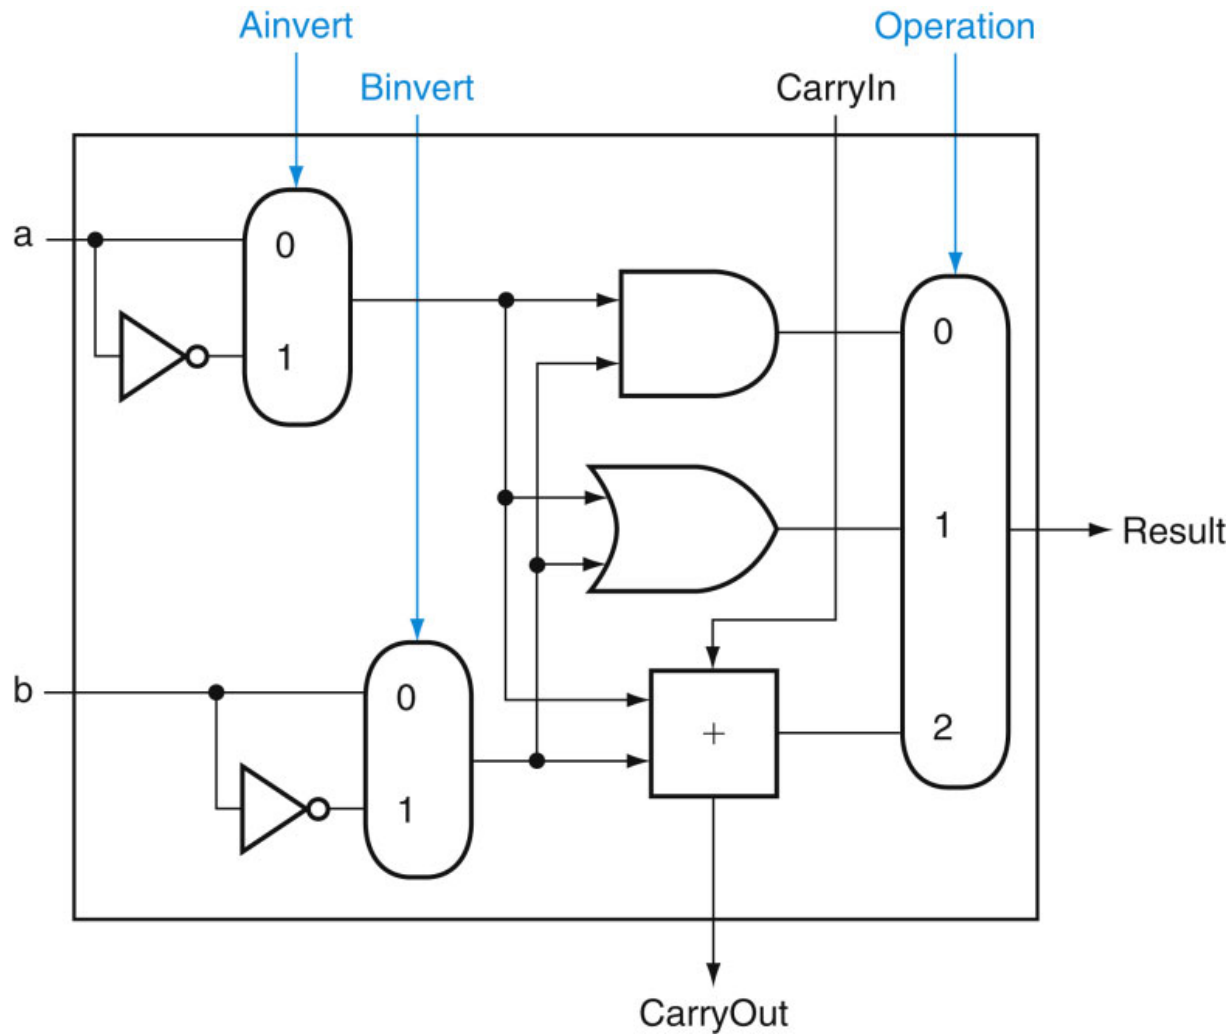 Ainvert
Operation
Binvert
CarryIn
a
0
1
0
1
Result
b
0
1
+
2
CarryOut